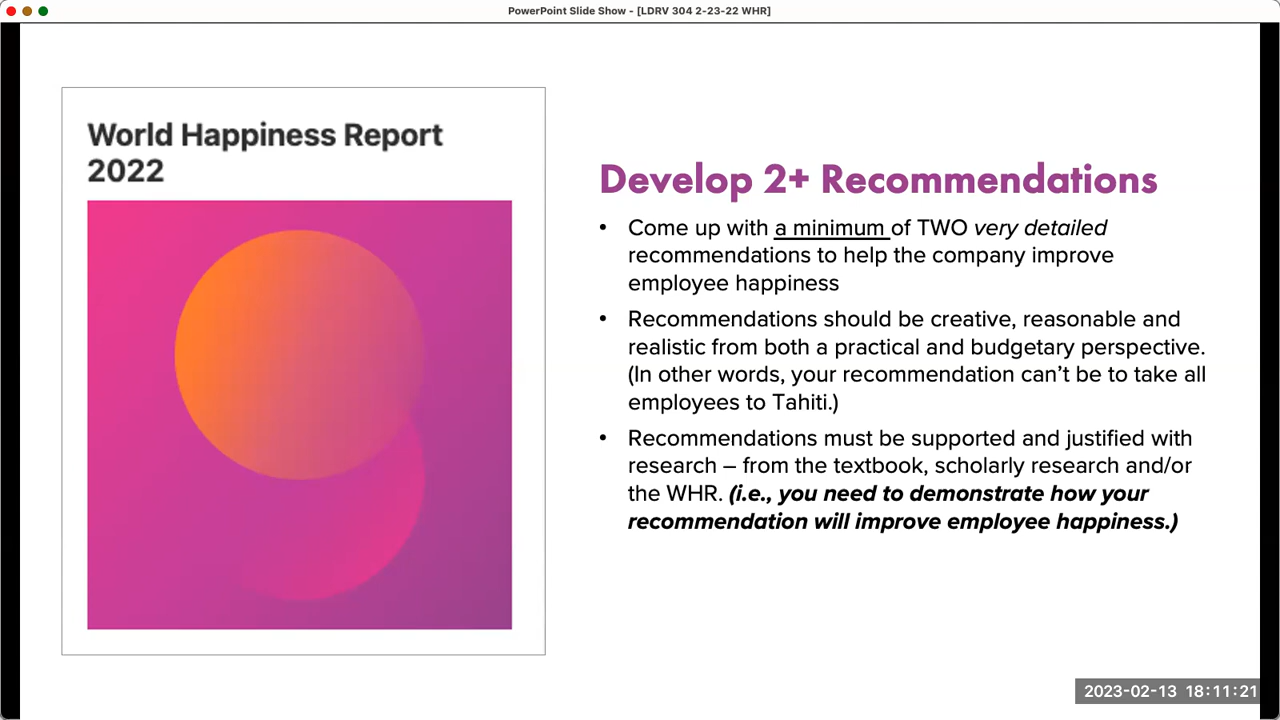 PowerPoint Slide Show - [LDRV 304 2-23-22 WHR]
World Happiness Report
2022
Develop 2+ Recommendations
• Come up with a minimum of TWO very detailed
recommendations to help the company improve
employee happiness
• Recommendations should be creative, reasonable and
realistic from both a practical and budgetary perspective.
(In other words, your recommendation can’t be to take all
employees to Tahiti.)
• Recommendations must be supported and justified with
research – from the textbook, scholarly research and/or
the WHR. (i.e., you need to demonstrate how your
recommendation will improve employee happiness.)
2023-02-13 18:11:21